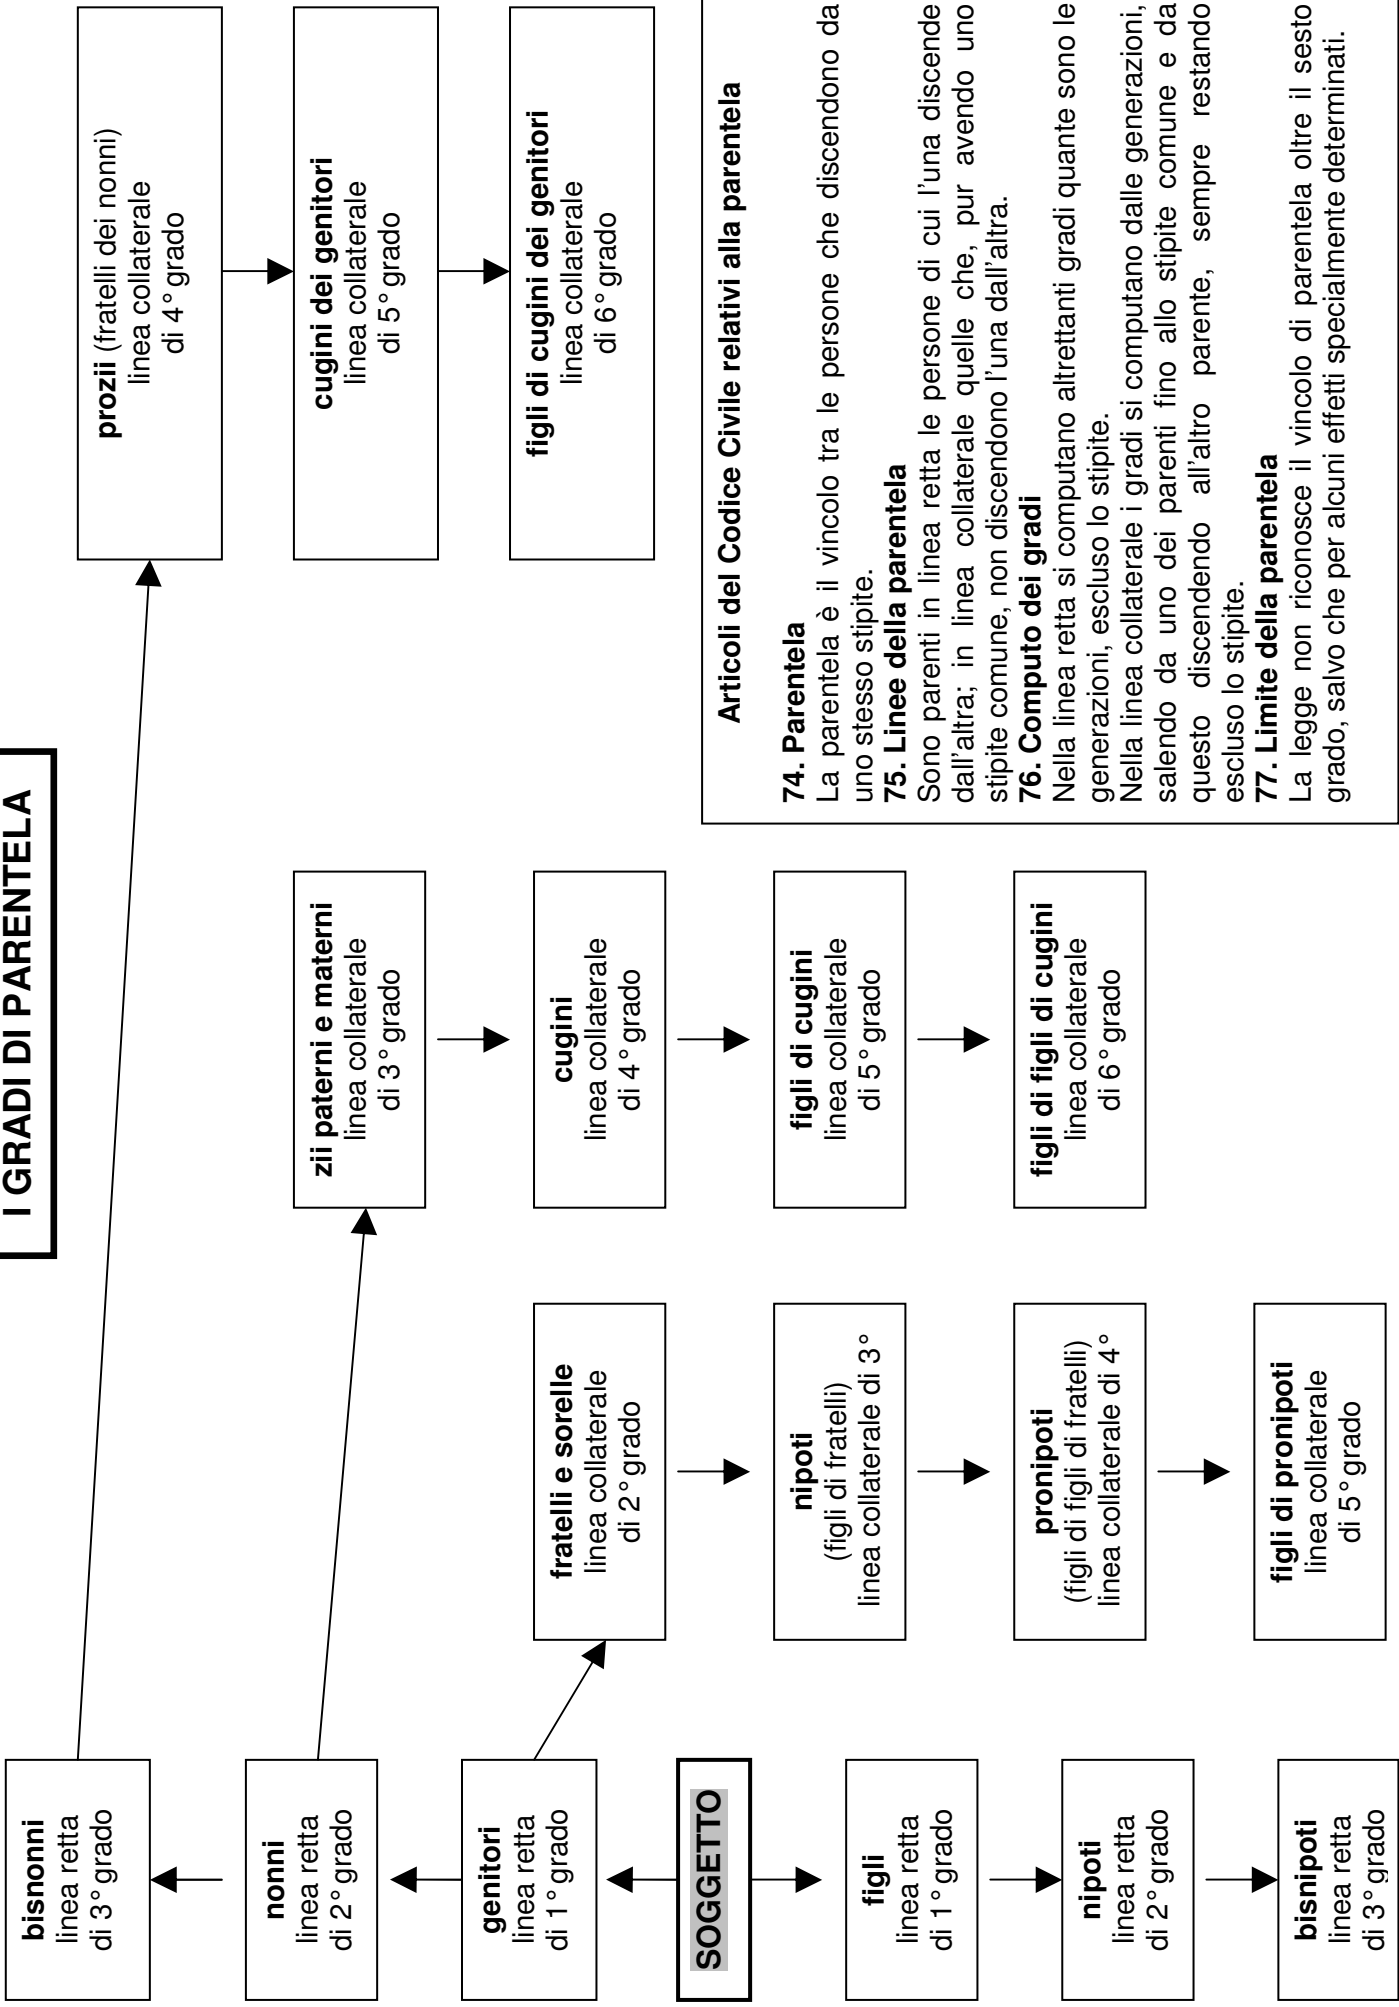 I GRADI DI PARENTELA
bisnonni
linea retta
di 3° grado
nonni
linea retta
di 2° grado
genitori
linea retta
di 1° grado
SOGGETTO
figli
linea retta
di 1° grado
nipoti
linea retta
di 2° grado
bisnipoti
linea retta
di 3° grado
fratelli e sorelle
linea collaterale
di 2° grado
nipoti
(figli di fratelli)
linea collaterale di 3°
pronipoti
(figli di figli di fratelli)
linea collaterale di 4°
figli di pronipoti
linea collaterale
di 5° grado
zii paterni e materni
linea collaterale
di 3° grado
cugini
linea collaterale
di 4° grado
figli di cugini
linea collaterale
di 5° grado
figli di figli di cugini
linea collaterale
di 6° grado
prozii (fratelli dei nonni)
linea collaterale
di 4° grado
cugini dei genitori
linea collaterale
di 5° grado
figli di cugini dei genitori
linea collaterale
di 6° grado
Articoli del Codice Civile relativi alla parentela
74. Parentela
La parentela è il vincolo tra le persone che discendono da
uno stesso stipite.
75. Linee della parentela
Sono parenti in linea retta le persone di cui l'una discende
dall'altra; in linea collaterale quelle che, pur avendo uno
stipite comune, non discendono l'una dall'altra.
76. Computo dei gradi
Nella linea retta si computano altrettanti gradi quante sono le
generazioni, escluso lo stipite.
Nella linea collaterale i gradi si computano dalle generazioni,
salendo da uno dei parenti fino allo stipite comune e da
questo discendendo all'altro parente, sempre restando
escluso lo stipite.
77. Limite della parentela
La legge non riconosce il vincolo di parentela oltre il sesto
grado, salvo che per alcuni effetti specialmente determinati.